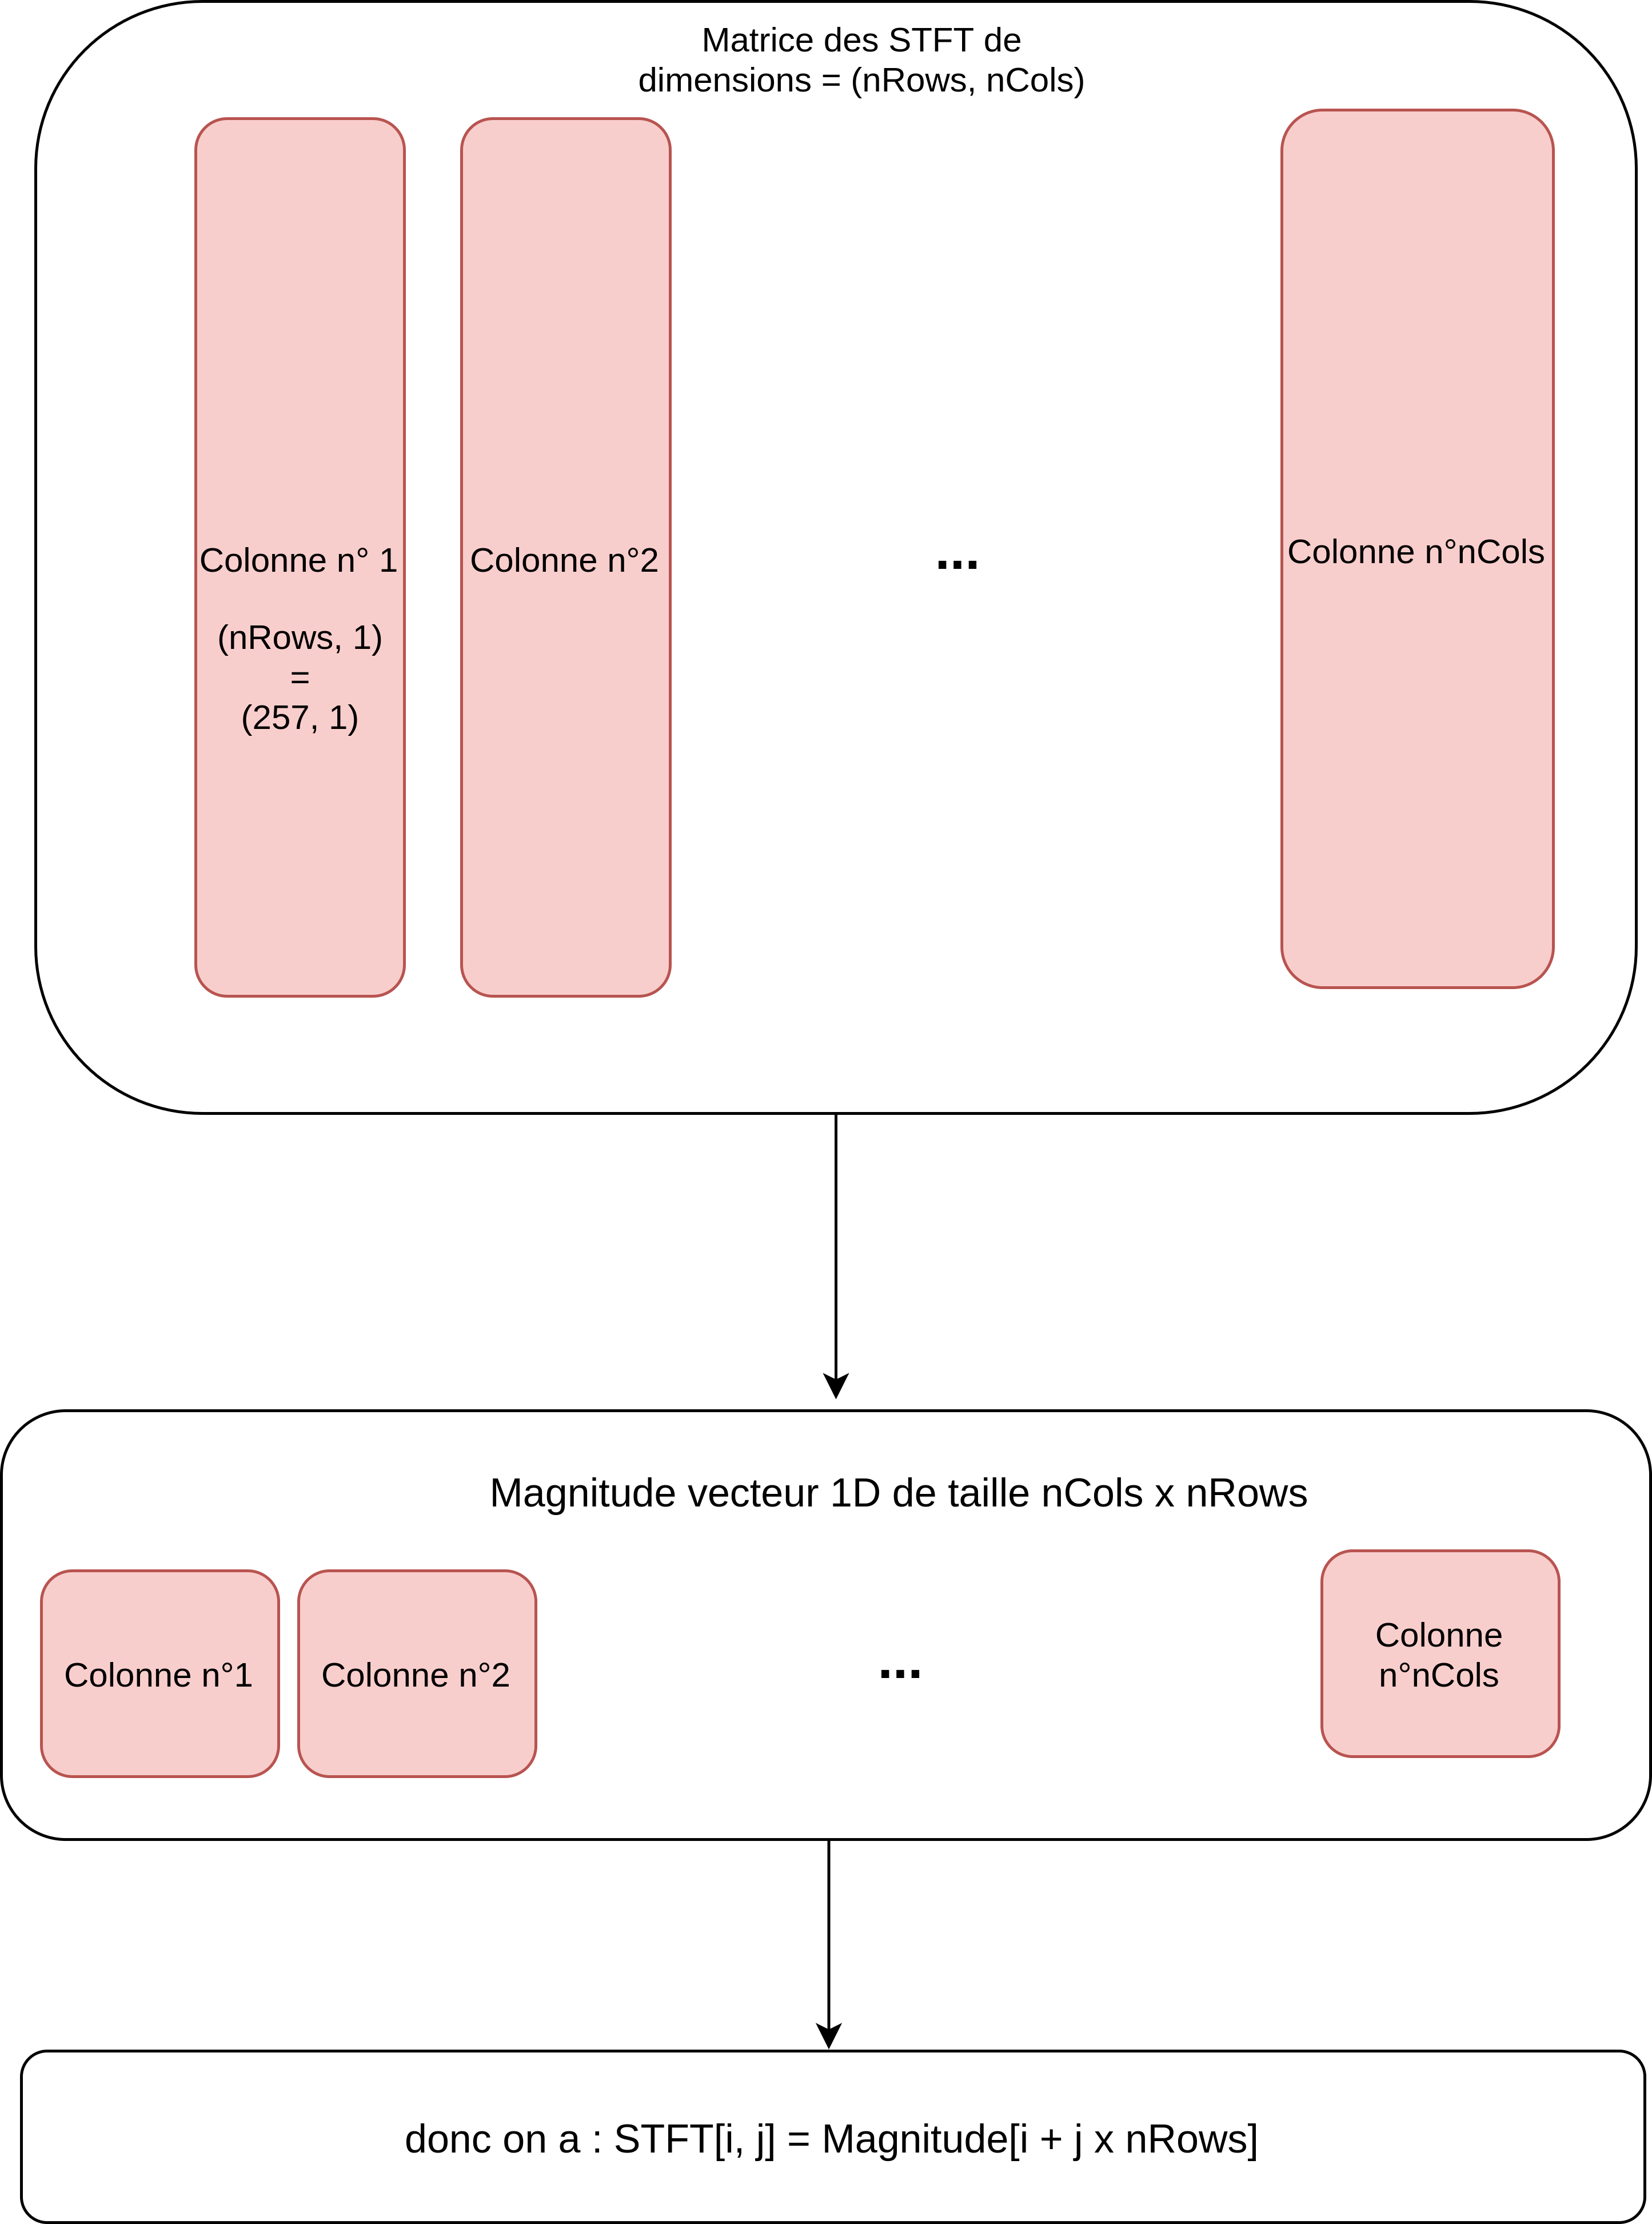 Matrice des STFT de
dimensions = (nRows, nCols)
Colonne n° 1
(nRows, 1)
=
(257, 1)
Colonne n°2
...
Colonne n°nCols
Magnitude vecteur 1D de taille nCols x nRows
Colonne n°1
Colonne n°2
...
Colonne
n°nCols
donc on a : STFT[i, j] = Magnitude[i + j x nRows]